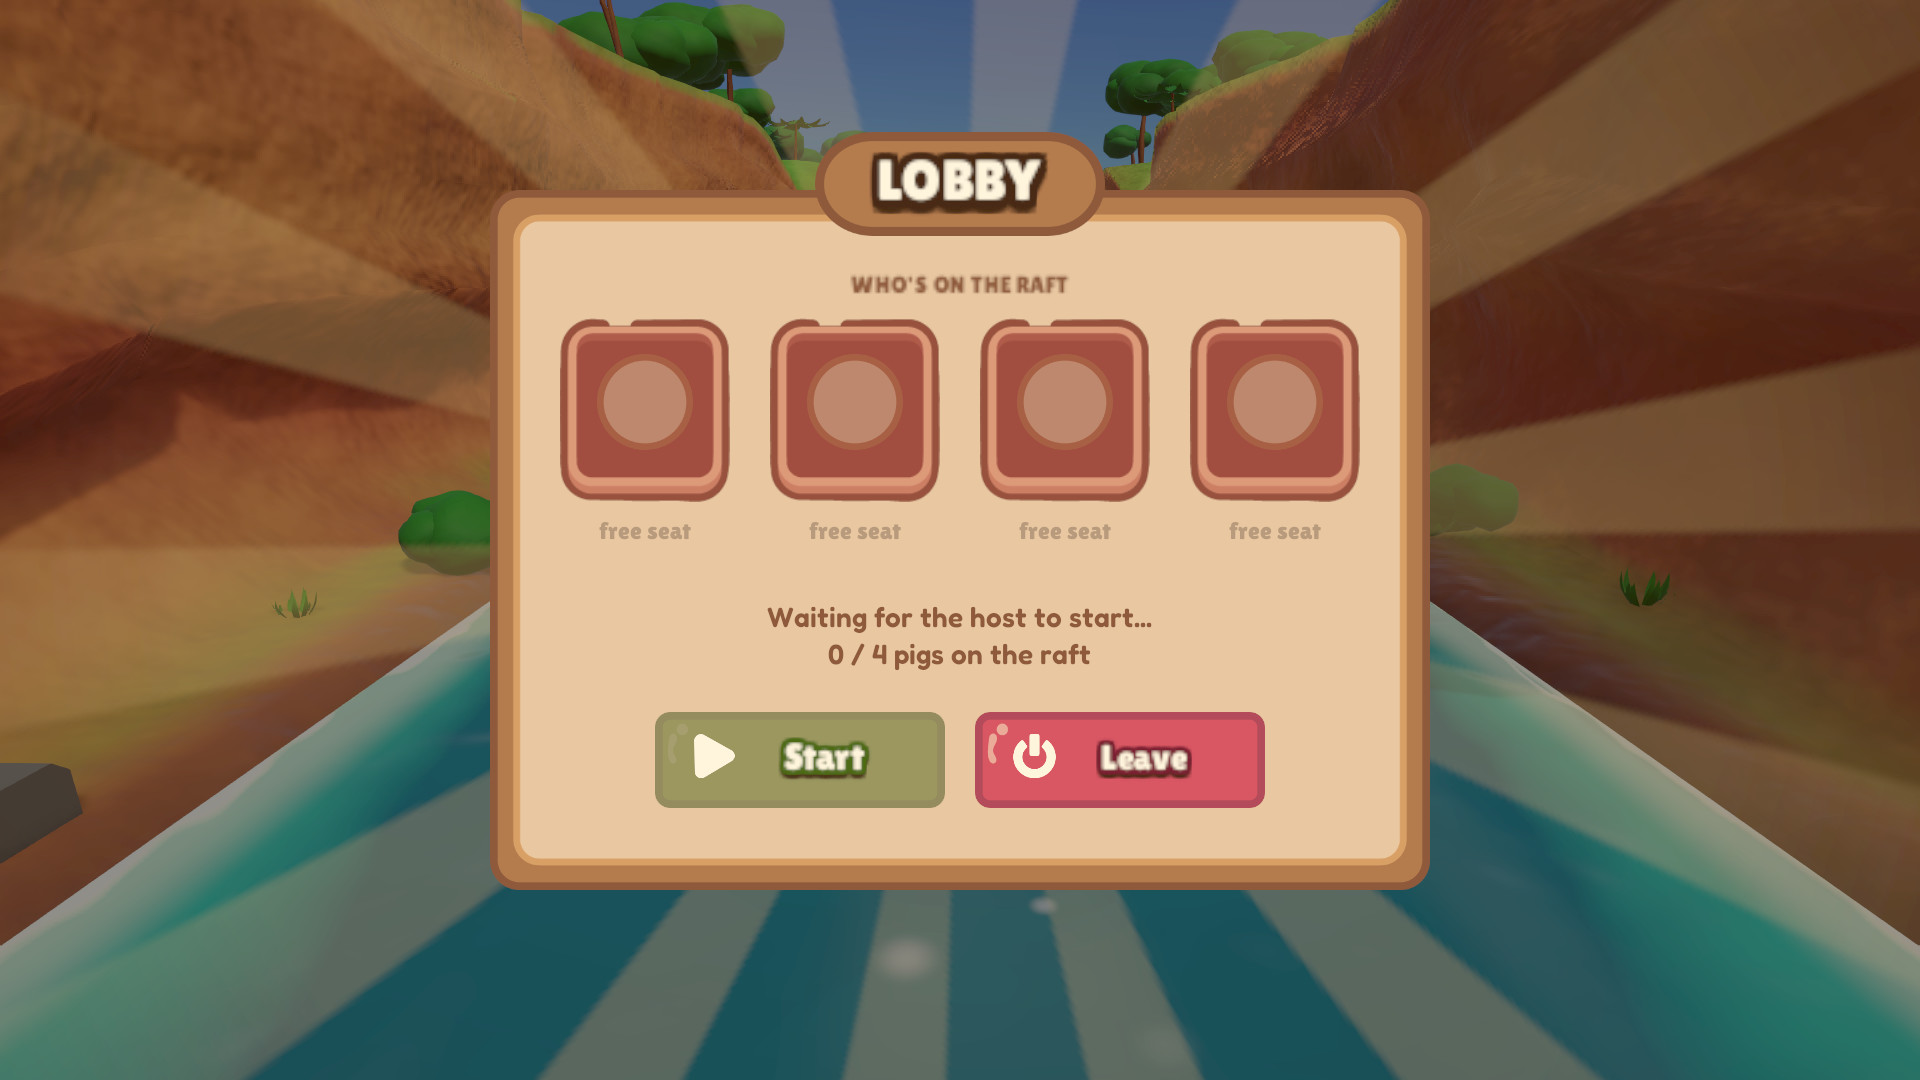 LOBBY
WHO'S ON THE RAFT
free seat free seat free seat free seat
Waiting for the host to start...
0 / 4 pigs on the raft
Start Leave